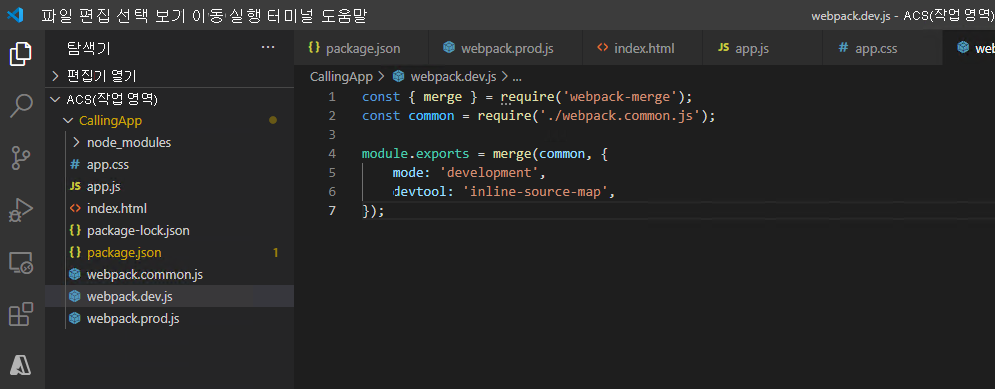 파일 편집 선택 보기 이동 실행 터미널 도움말
webpack.dev.js - ACS(작업 영역)
탐색기 ...
편집기 열기
ACS(작업 영역)
CallingApp
node_modules
# app.css
JS app.js
<> index.html
{} package-lock.json
{} package.json 1
webpack.common.js
webpack.dev.js
webpack.prod.js
{} package.json webpack.prod.js <> index.html JS app.js # app.css we
CallingApp > webpack.dev.js > ...
1 const { merge } = require('webpack-merge');
2 const common = require('./webpack.common.js');
3
4 module.exports = merge(common, {
5 mode: 'development',
6 devtool: 'inline-source-map',
7 });